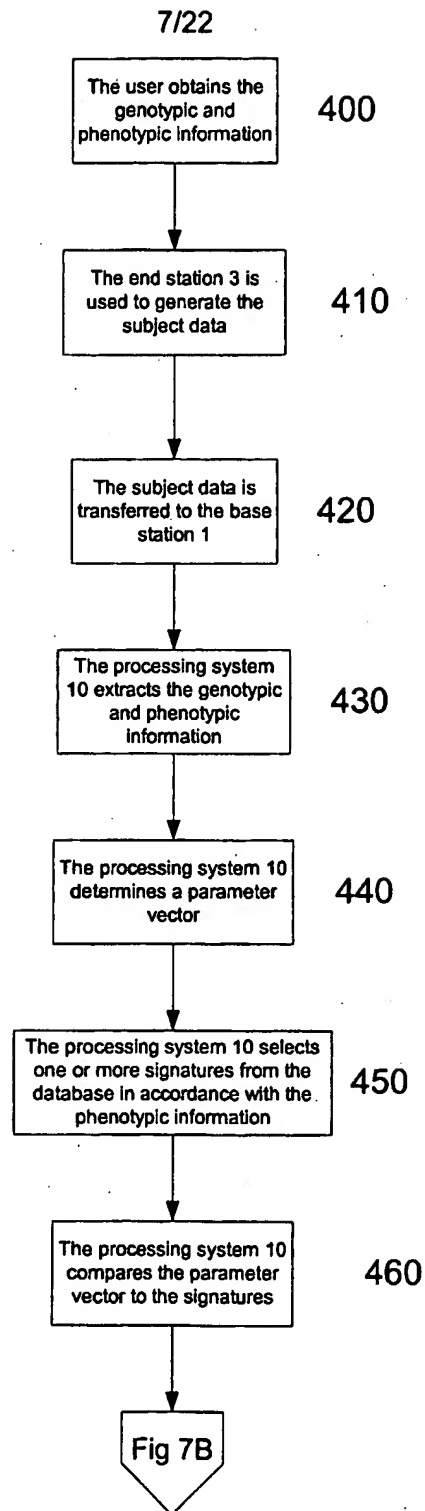 7/22
The user obtains the
genotypic and
phenotypic information
400
The end station 3 is
used to generate the
subject data
410
The subject data is
transferred to the base
station 1
420
The processing system
10 extracts the genotypic
and phenotypic
information
430
The processing system 10
determines a parameter
vector
440
The processing system 10 selects
one or more signatures from the
database in accordance with the
phenotypic information
450
The processing system 10
compares the parameter
vector to the signatures
460
Fig 7B